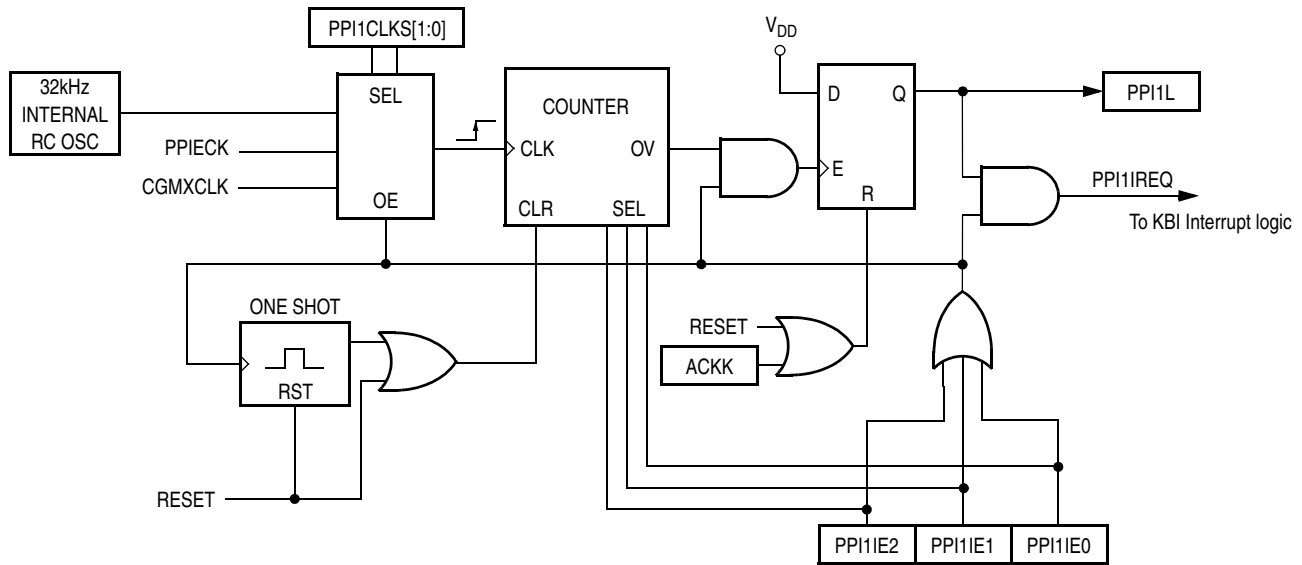 PPI1CLKS[1:0]
VDD
32kHz
INTERNAL
RC OSC
SEL
COUNTER
D
Q
PPI1L
PPIECK
CLK
OV
E
CGMXCLK
PPI1IREQ
OE
CLR
SEL
R
To KBI Interrupt logic
ONE SHOT
RESET
ACKK
RST
RESET
PPI1IE2
PPI1IE1
PPI1IE0